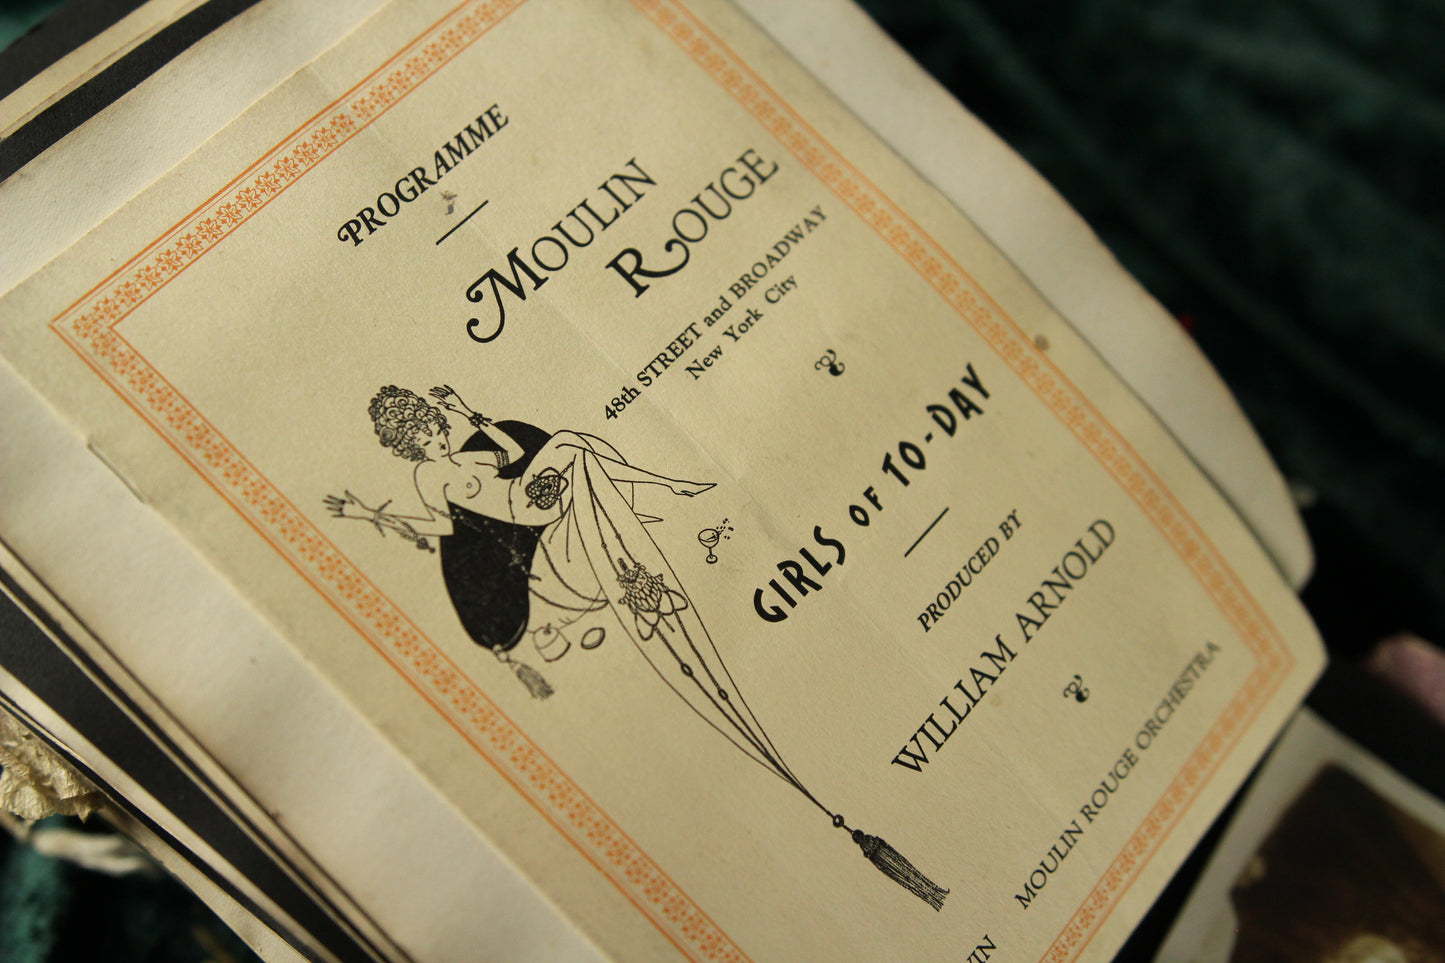 PROGRAMME
MOULIN
ROUGE
48th STREET and BROADWAY
New York City
GIRLS OF TO-DAY
PRODUCED BY
WILLIAM ARNOLD
MOULIN ROUGE ORCHESTRA